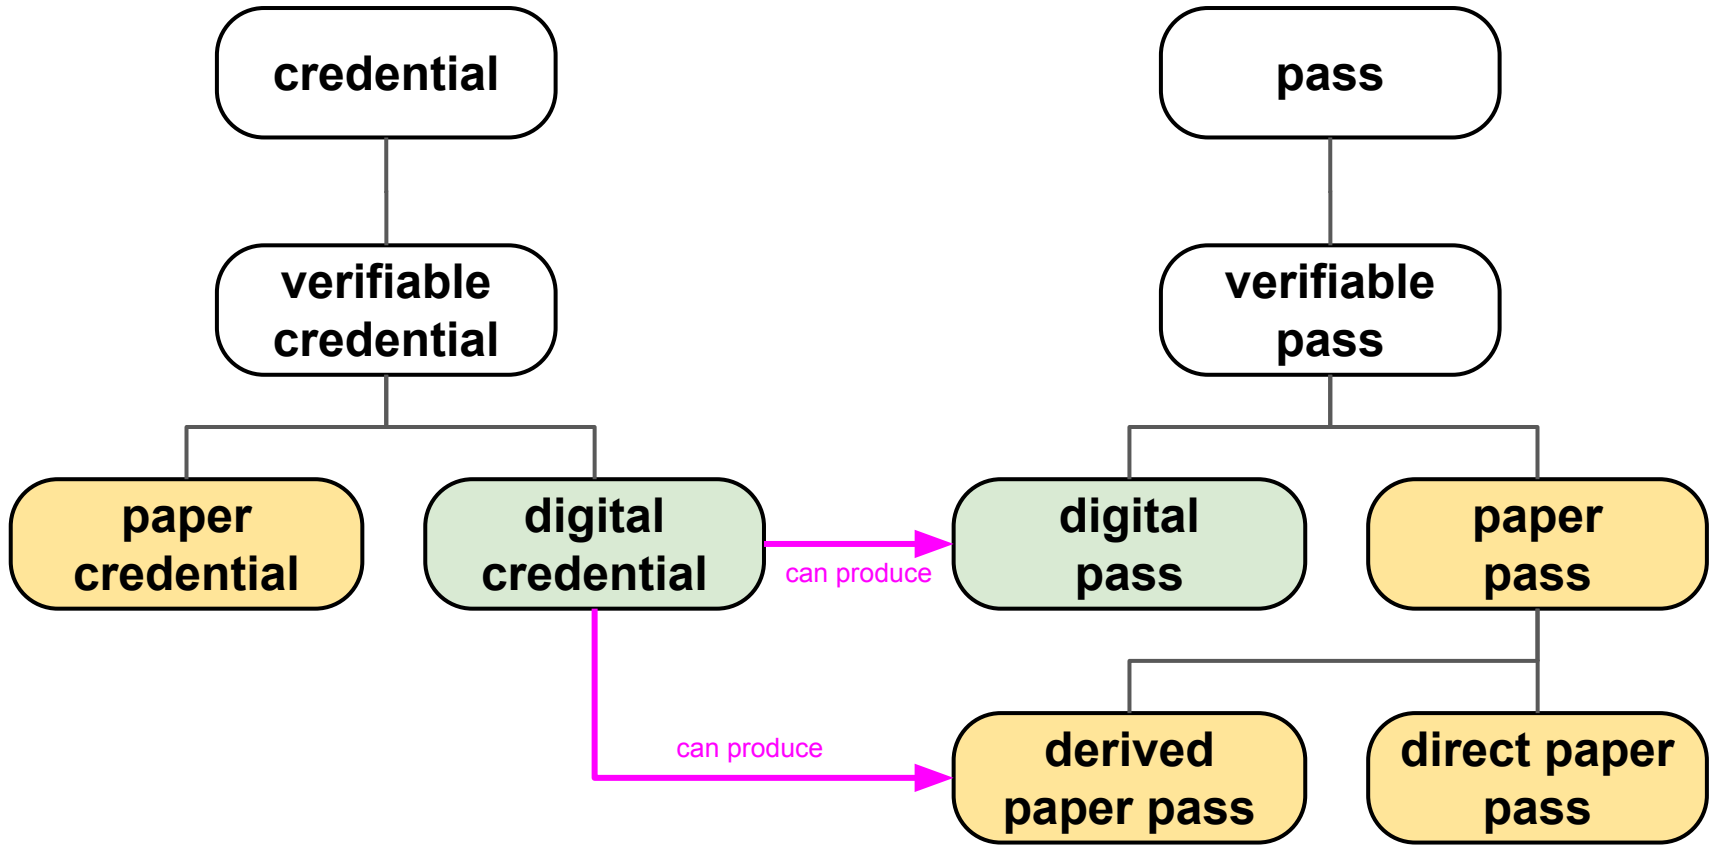 credential
pass
verifiable
credential
verifiable
pass
paper
credential
digital
credential
can produce
digital
pass
paper
pass
can produce
derived
paper pass
direct paper
pass